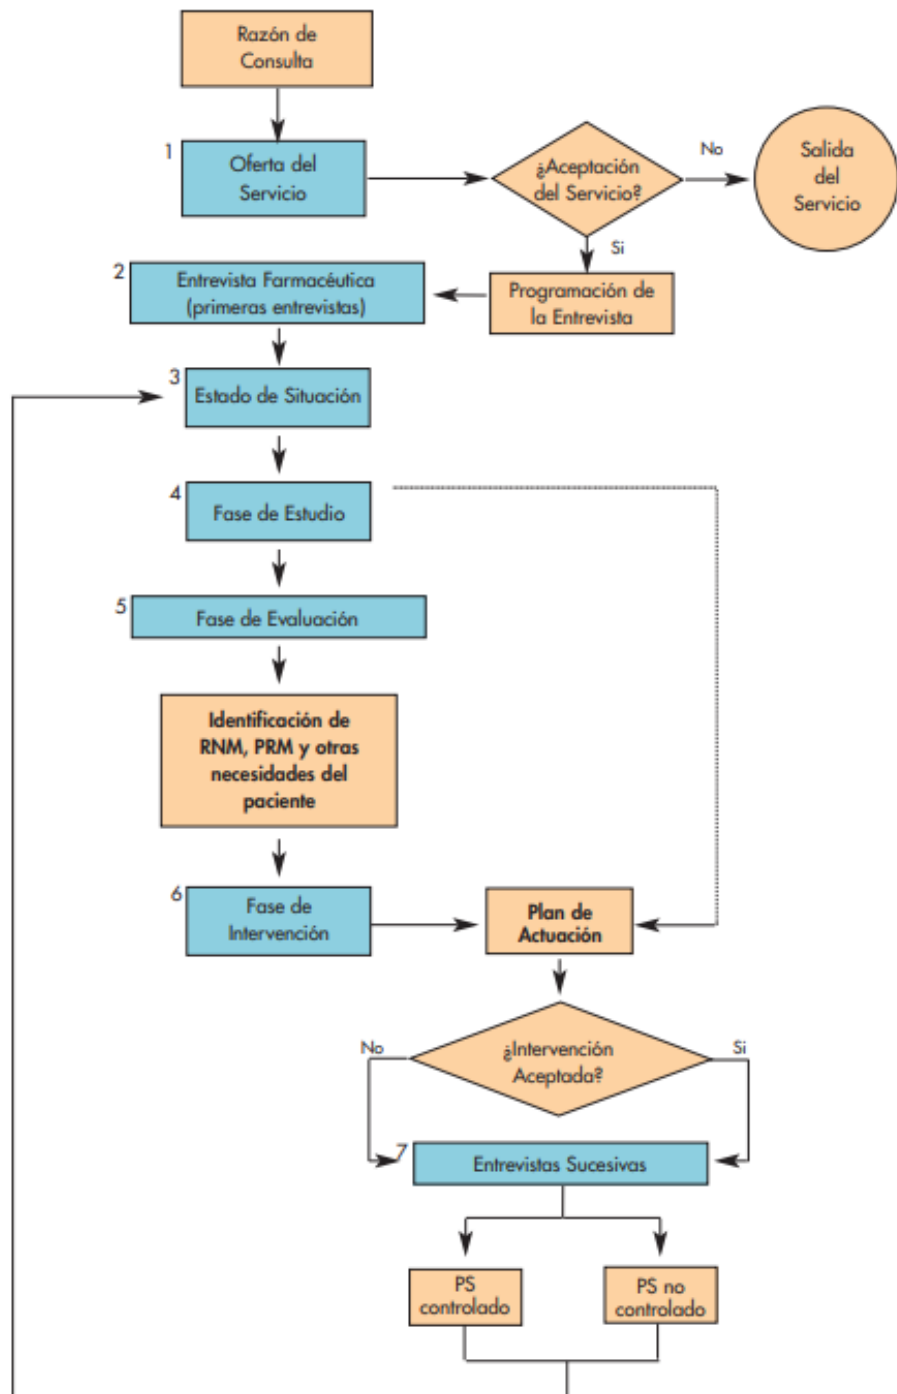 Razón de
Consulta
1
Oferta del
Servicio
¿Aceptación
del Servicio?
No
Salida
del
Servicio
Si
2
Entrevista Farmacéutica
(primeras entrevistas)
Programación de
la Entrevista
3
Estado de Situación
4
Fase de Estudio
5
Fase de Evaluación
Identificación de
RNM, PRM y otras
necesidades del
paciente
6
Fase de
Intervención
Plan de
Actuación
No
¿Intervención
Aceptada?
Si
7
Entrevistas Sucesivas
PS
controlado
PS no
controlado